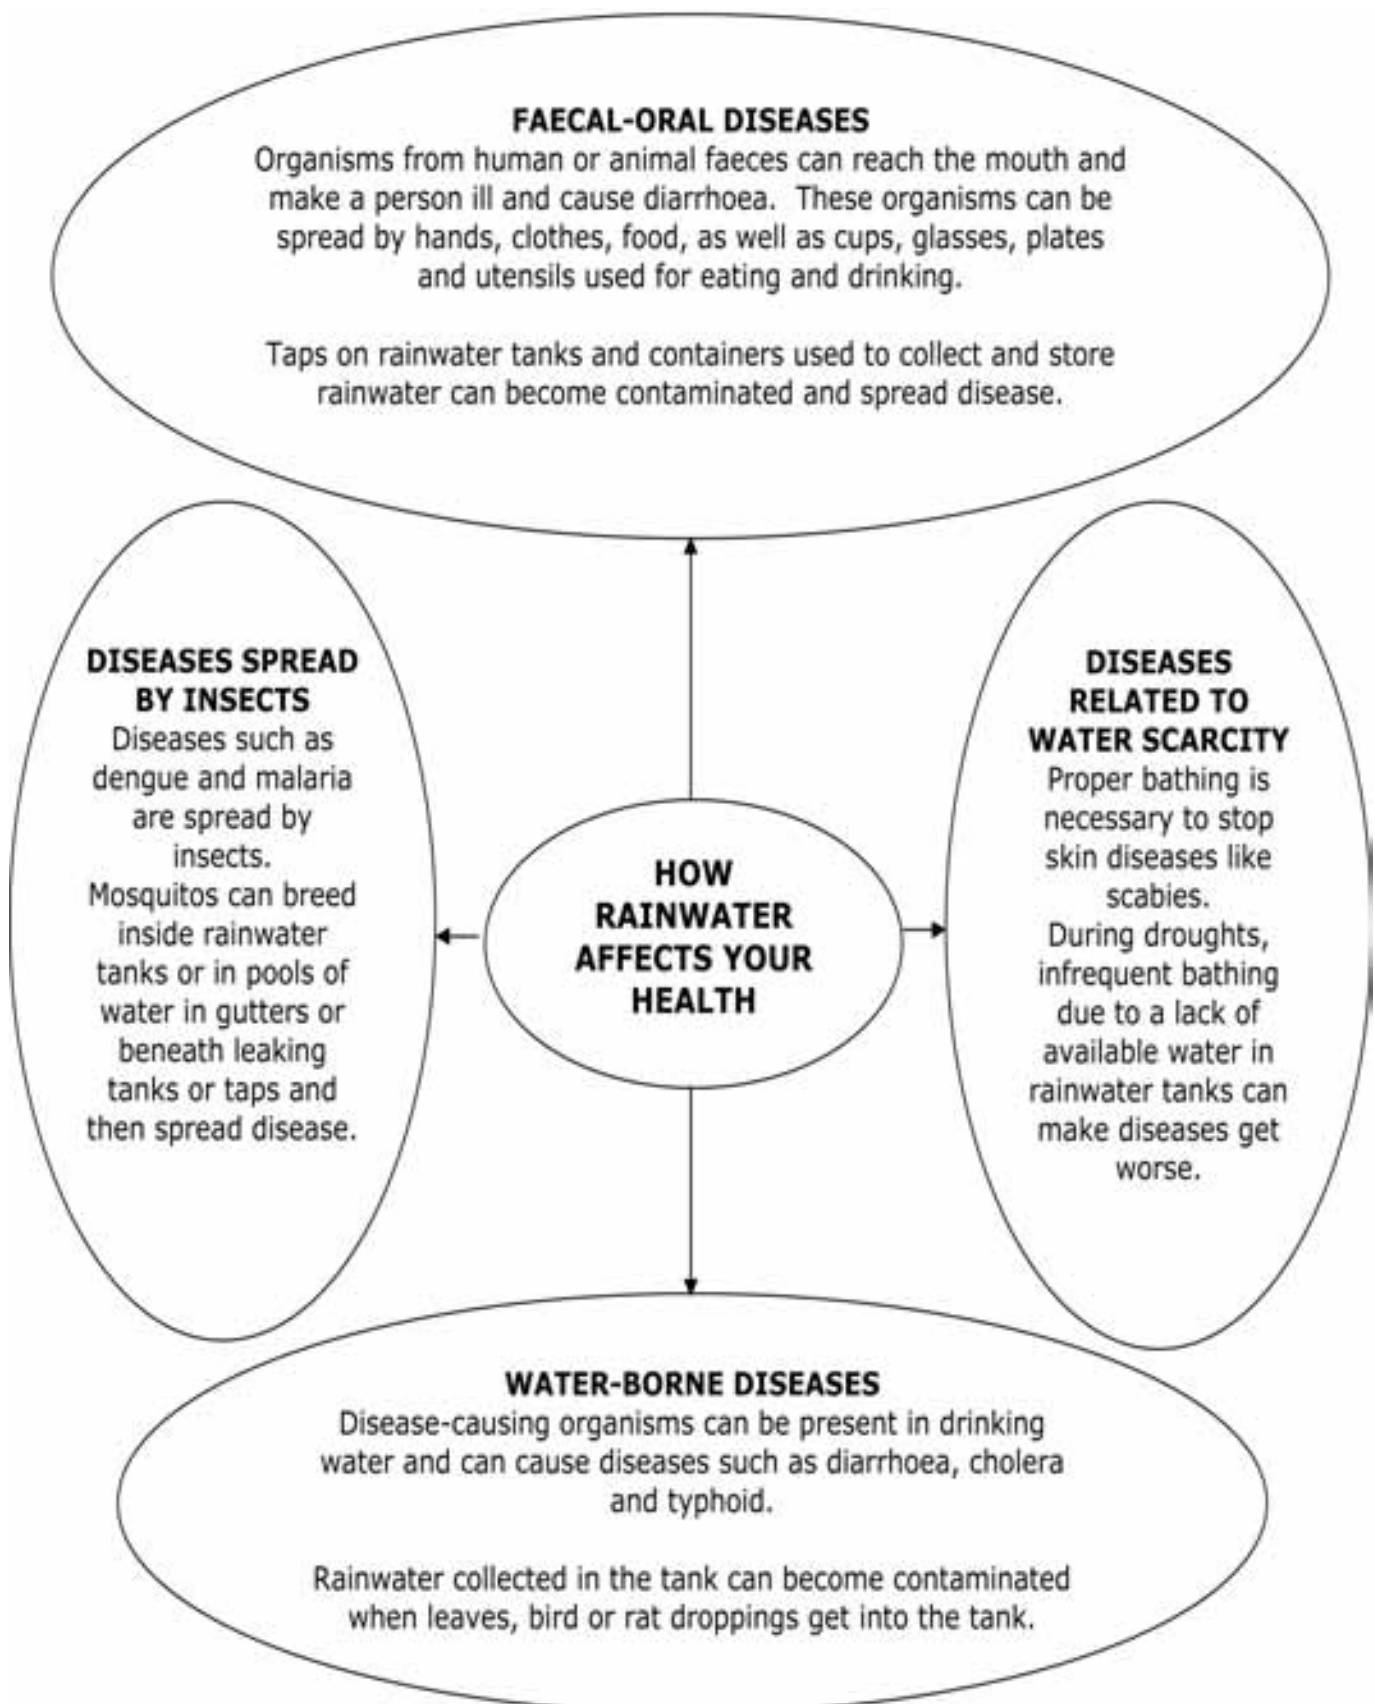 FAECAL-ORAL DISEASES
Organisms from human or animal faeces can reach the mouth and
make a person ill and cause diarrhoea.  These organisms can be
spread by hands, clothes, food, as well as cups, glasses, plates
and utensils used for eating and drinking.
Taps on rainwater tanks and containers used to collect and store
rainwater can become contaminated and spread disease.
DISEASES SPREAD
BY INSECTS
Diseases such as
dengue and malaria
are spread by
insects.
Mosquitos can breed
inside rainwater
tanks or in pools of
water in gutters or
beneath leaking
tanks or taps and
then spread disease.
HOW
RAINWATER
AFFECTS YOUR
HEALTH
DISEASES
RELATED TO
WATER SCARCITY
Proper bathing is
necessary to stop
skin diseases like
scabies.
During droughts,
infrequent bathing
due to a lack of
available water in
rainwater tanks can
make diseases get
worse.
WATER-BORNE DISEASES
Disease-causing organisms can be present in drinking
water and can cause diseases such as diarrhoea, cholera
and typhoid.
Rainwater collected in the tank can become contaminated
when leaves, bird or rat droppings get into the tank.